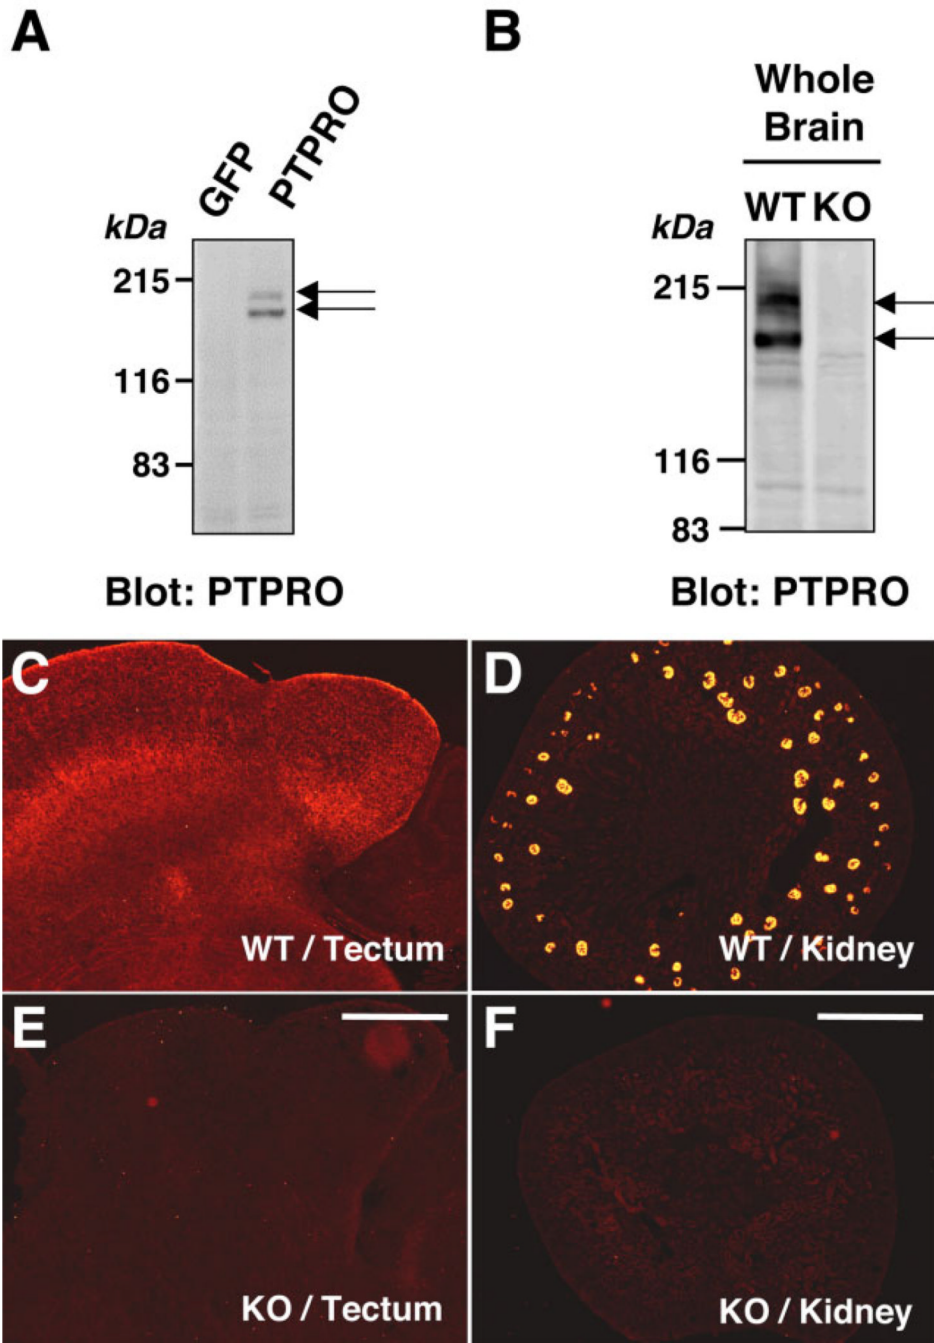 A
GFP
PTPRO
kDa
215
116
83
Blot: PTPRO
B
Whole
Brain
WT KO
kDa
215
116
83
Blot: PTPRO
C
WT / Tectum
D
WT / Kidney
E
KO / Tectum
F
KO / Kidney